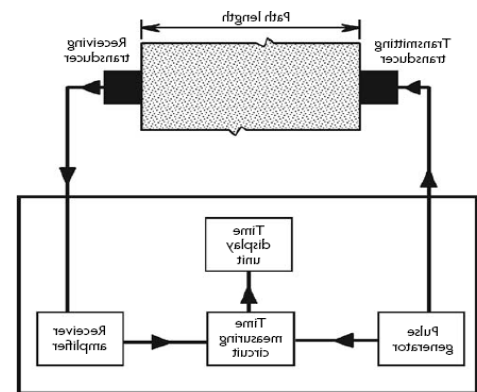 Path length
Transmitting
transducer
Receiving
transducer
Time
display
unit
Pulse
generator
Time
measuring
circuit
Receiver
amplifier